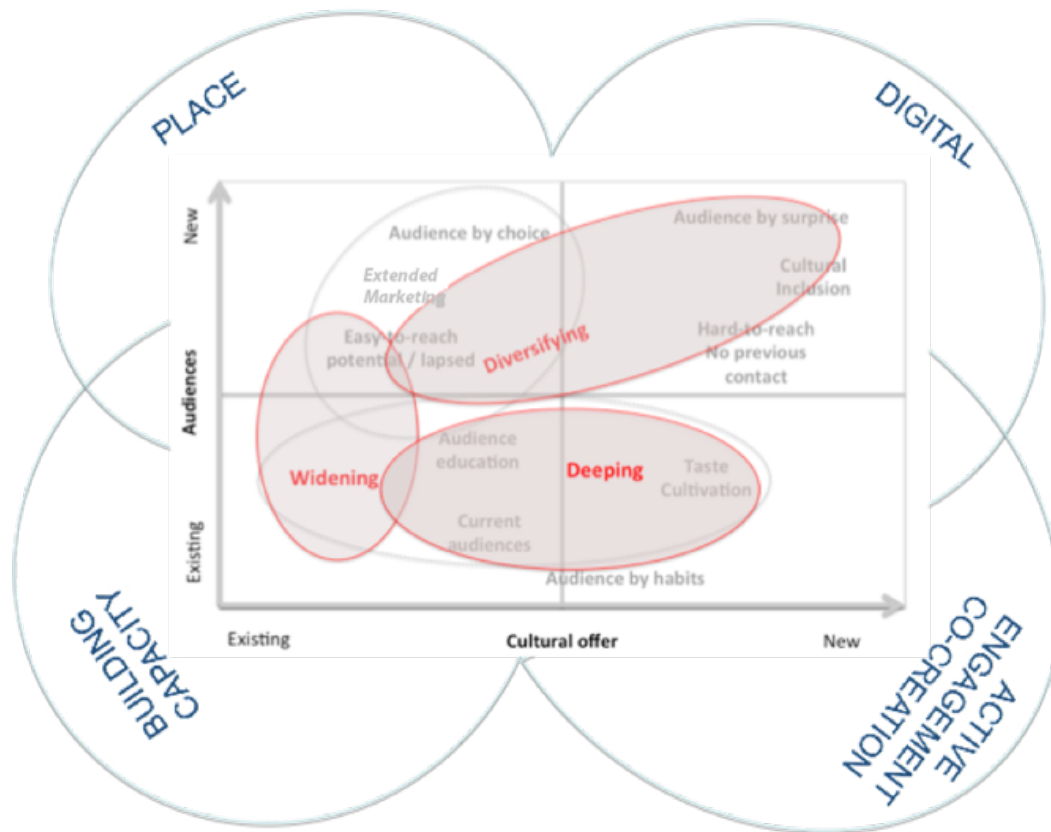 PLACE
DIGITAL
New
Audience by choice
Audience by surprise
Extended
Marketing
Cultural
Inclusion
Easy-to-reach
potential / lapsed
Diversifying
Hard-to-reach
No previous
contact
Audiences
Audience
education
Widening
Deeping
Taste
Cultivation
Current
audiences
Existing
Audience by habits
Existing
Cultural offer
New
BUILDING
CAPACITY
ACTIVE
ENGAGEMENT
CO-CREATION